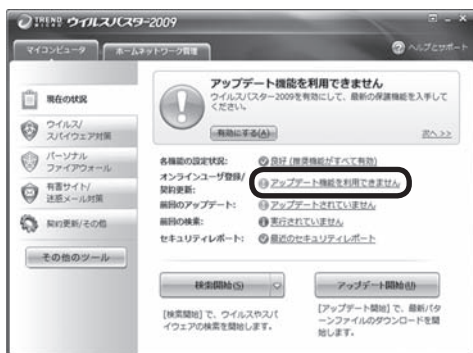 TREND MICRO ウイルスバスター2009
マイコンピュータ
ホームネットワーク管理
ヘルプとサポート
現在の状況
ウイルス/
スパイウェア対策
パーソナル
ファイアウォール
有害サイト/
迷惑メール対策
契約更新/その他
その他のツール
アップデート機能を利用できません
ウイルスバスター2009を有効にして、最新の保護機能を入手して
ください。
有効にする(A)
次へ >>
各機能の設定状況: 良好 (推奨機能がすべて有効)
オンラインユーザ登録/
契約更新: アップデート機能を利用できません
前回のアップデート: アップデートされていません
前回の検索: 実行されていません
セキュリティレポート: 最近のセキュリティレポート
検索開始(S)
アップデート開始(U)
[検索開始] で、ウイルスやスパ
イウェアの検索を開始します。
[アップデート開始] で、最新パタ
ーンファイルのダウンロードを開
始します。